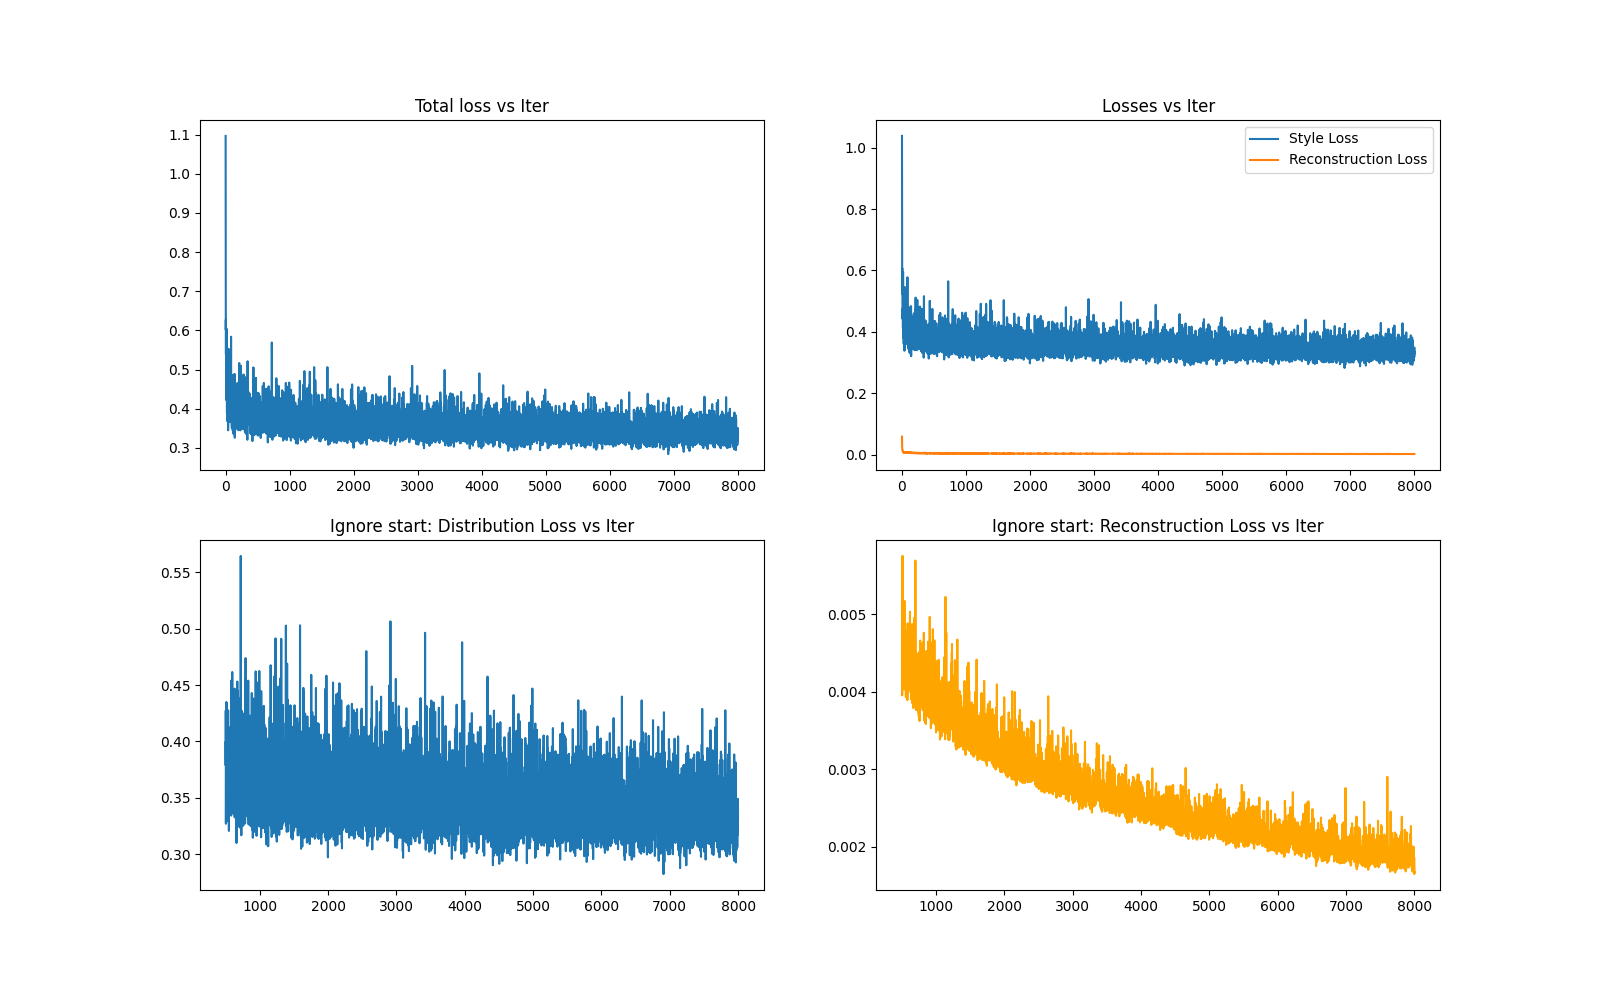 Total loss vs Iter
1.1
1.0
0.9
0.8
0.7
0.6
0.5
0.4
0.3
0 1000 2000 3000 4000 5000 6000 7000 8000
Losses vs Iter
Style Loss
Reconstruction Loss
1.0
0.8
0.6
0.4
0.2
0.0
0 1000 2000 3000 4000 5000 6000 7000 8000
Ignore start: Distribution Loss vs Iter
0.55
0.50
0.45
0.40
0.35
0.30
1000 2000 3000 4000 5000 6000 7000 8000
Ignore start: Reconstruction Loss vs Iter
0.005
0.004
0.003
0.002
1000 2000 3000 4000 5000 6000 7000 8000